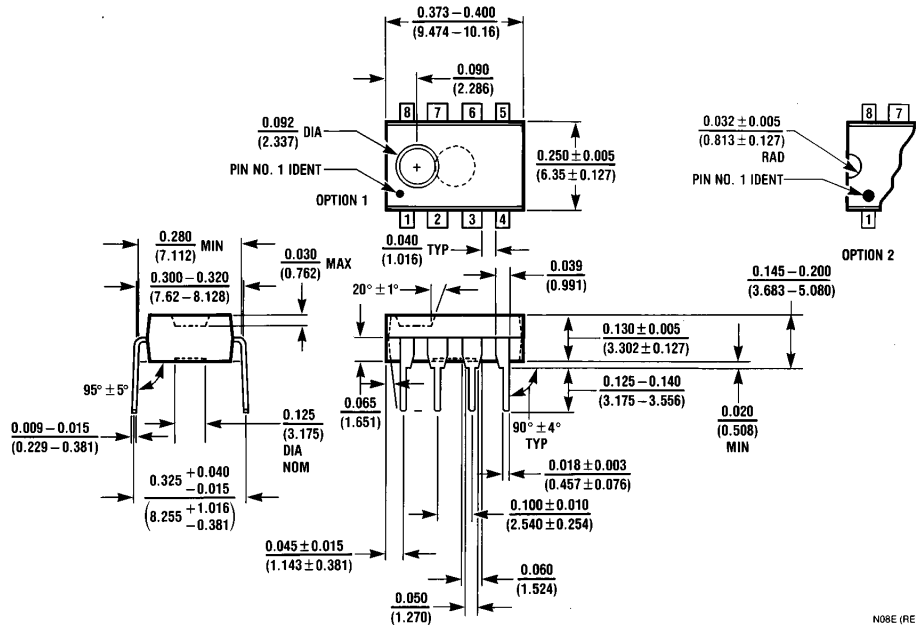 0.373 – 0.400
(9.474 – 10.16)
0.090
(2.286)
8 7 6 5
0.092 DIA
(2.337)
PIN NO. 1 IDENT
OPTION 1
1 2 3 4
0.250 ± 0.005
(6.35 ± 0.127)
8 7
0.032 ± 0.005
(0.813 ± 0.127)
RAD
PIN NO. 1 IDENT
1
OPTION 2
0.280 MIN
(7.112)
0.300 – 0.320
(7.62 – 8.128)
0.030 MAX
(0.762)
0.040 TYP
(1.016)
0.039
(0.991)
20° ±1°
0.145 – 0.200
(3.683 – 5.080)
0.130 ± 0.005
(3.302 ± 0.127)
0.125 – 0.140
(3.175 – 3.556)
0.020
(0.508)
MIN
95° ± 5°
0.009 – 0.015
(0.229 – 0.381)
0.125
(3.175)
DIA
NOM
0.065
(1.651)
90° ± 4°
TYP
0.325 +0.040
–0.015
(8.255 +1.016
–0.381)
0.018 ± 0.003
(0.457 ± 0.076)
0.100 ± 0.010
(2.540 ± 0.254)
0.045 ± 0.015
(1.143 ± 0.381)
0.060
(1.524)
0.050
(1.270)
N08E (RE